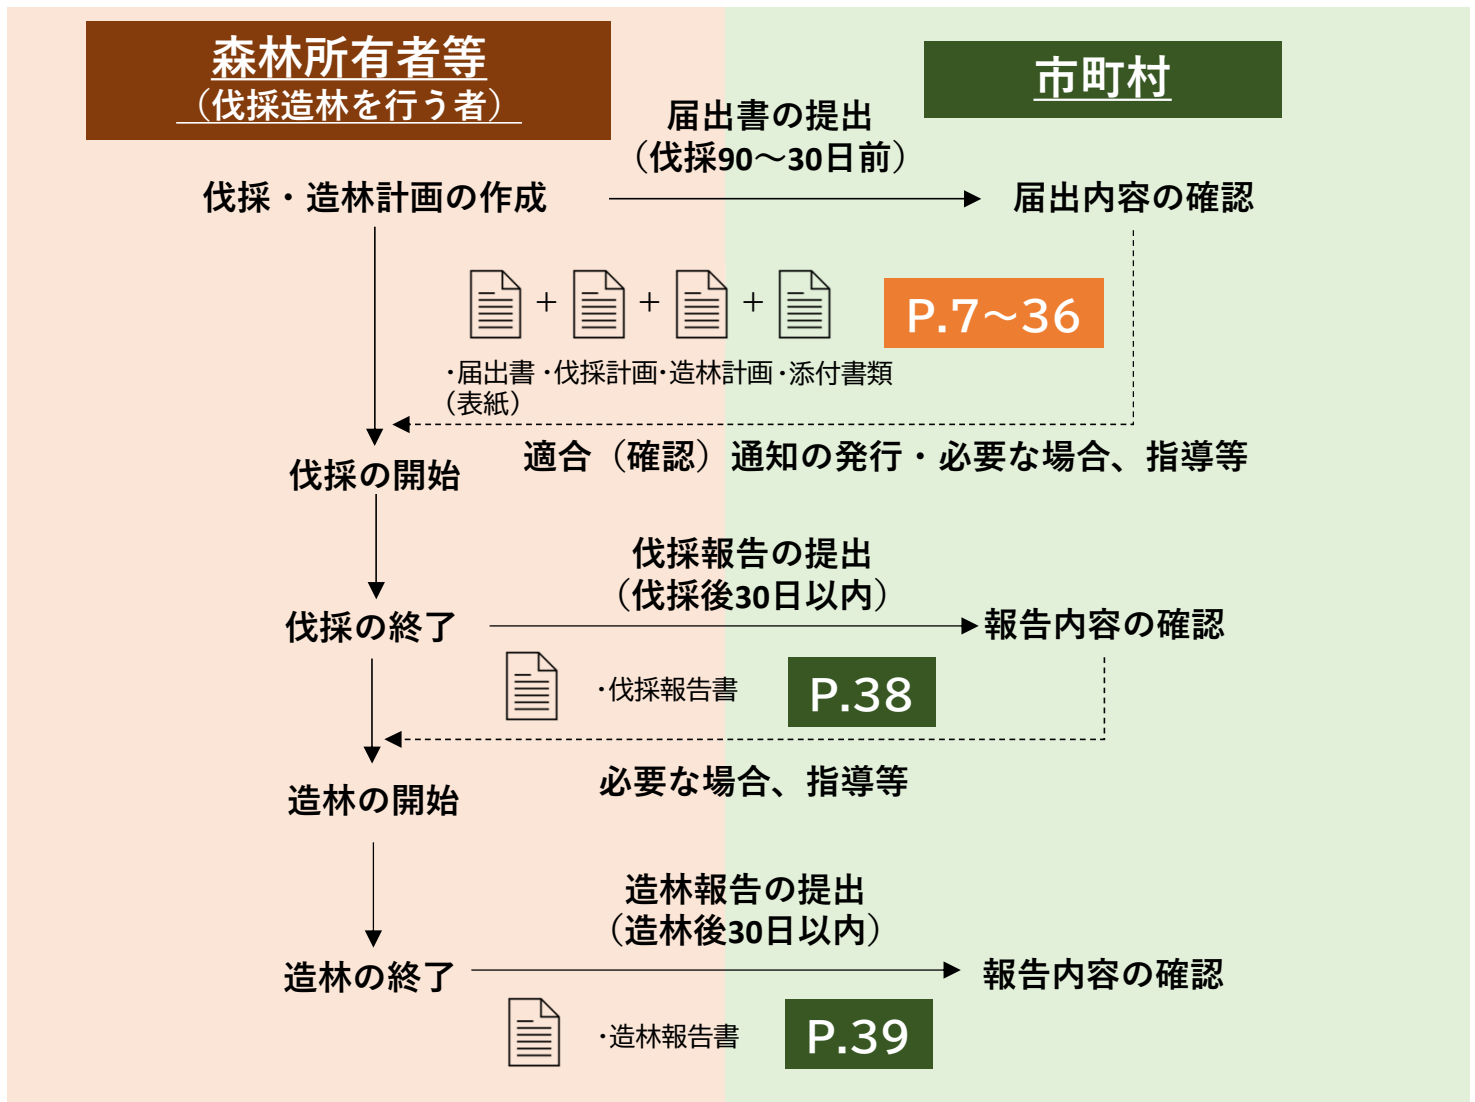 森林所有者等
（伐採造林を行う者）
市町村
届出書の提出
（伐採90～30日前）
伐採・造林計画の作成
届出内容の確認
＋ ＋ ＋
P.7～36
・届出書 ・伐採計画・造林計画 ・添付書類
（表紙）
適合（確認）通知の発行・必要な場合、指導等
伐採の開始
伐採報告の提出
（伐採後30日以内）
伐採の終了
報告内容の確認
・伐採報告書
P.38
必要な場合、指導等
造林の開始
造林報告の提出
（造林後30日以内）
造林の終了
報告内容の確認
・造林報告書
P.39